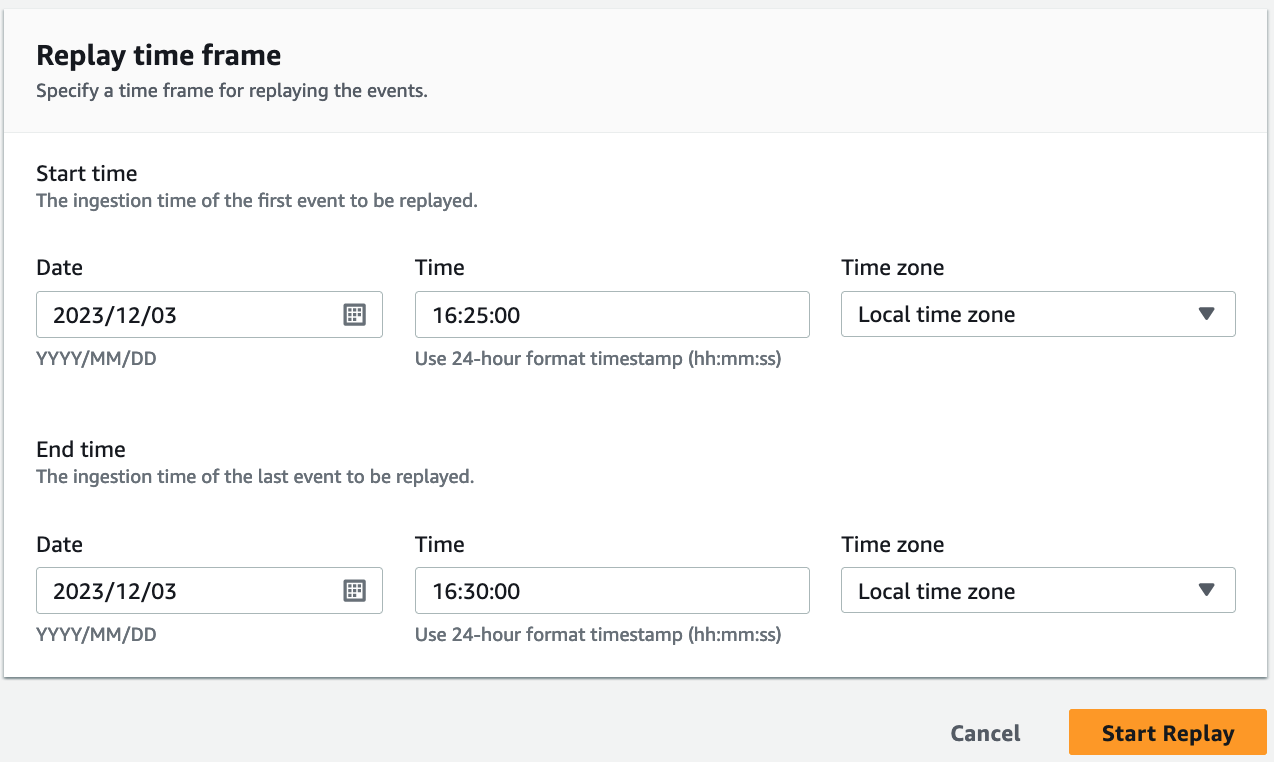 Replay time frame
Specify a time frame for replaying the events.
Start time
The ingestion time of the first event to be replayed.
Date Time Time zone
2023/12/03 16:25:00 Local time zone
YYYY/MM/DD Use 24-hour format timestamp (hh:mm:ss)
End time
The ingestion time of the last event to be replayed.
Date Time Time zone
2023/12/03 16:30:00 Local time zone
YYYY/MM/DD Use 24-hour format timestamp (hh:mm:ss)
Cancel Start Replay